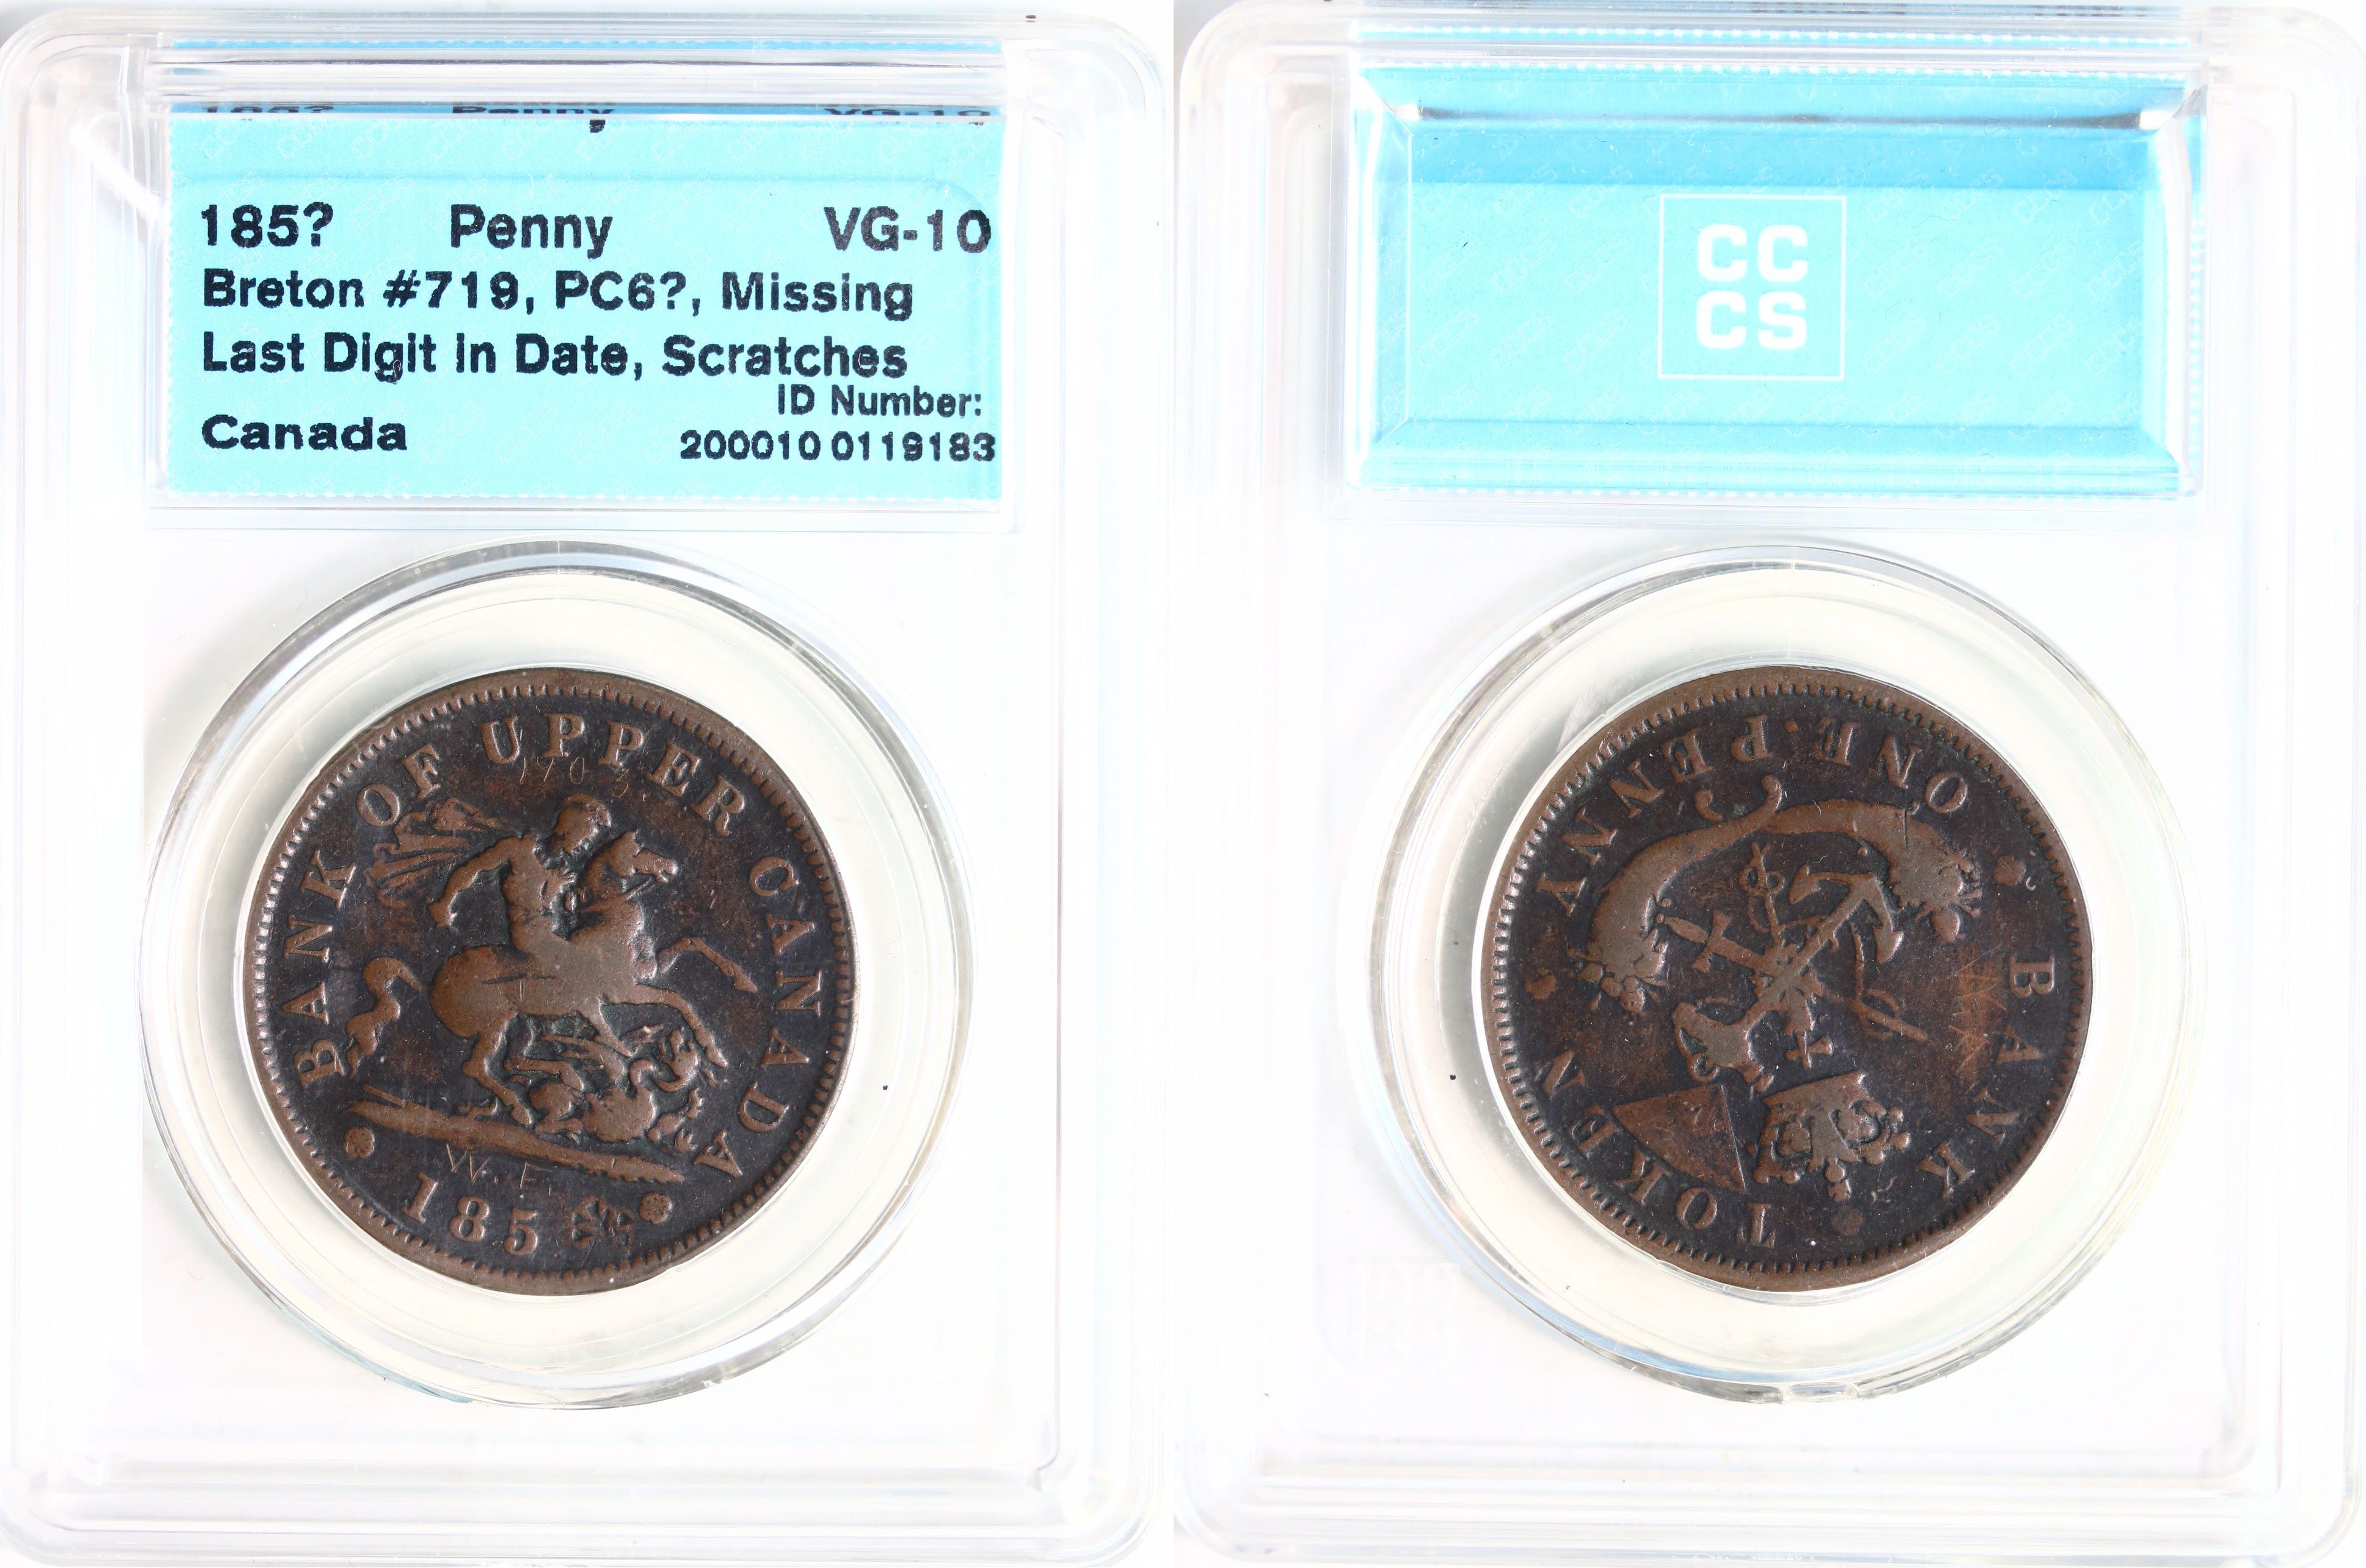 185? Penny VG-10
Breton #719, PC6?, Missing
Last Digit in Date, Scratches
ID Number:
Canada 200010 0119183
BANK OF UPPER CANADA
W.E.
185
CC
CS
ONE·PENNY
BANK TOKEN